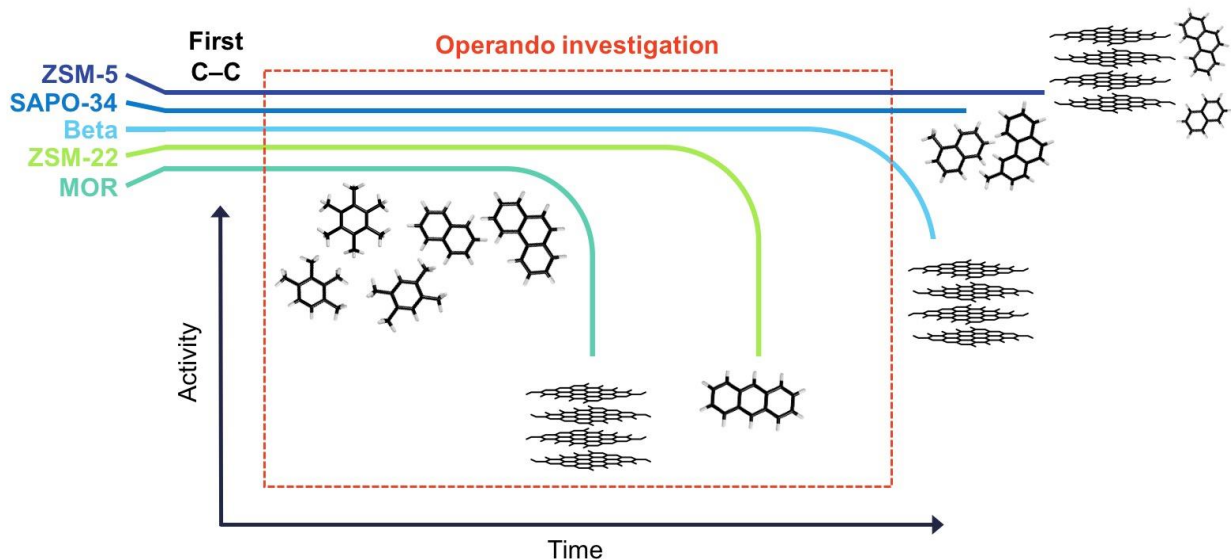 First
C–C
Operando investigation
ZSM-5
SAPO-34
Beta
ZSM-22
MOR
Activity
Time